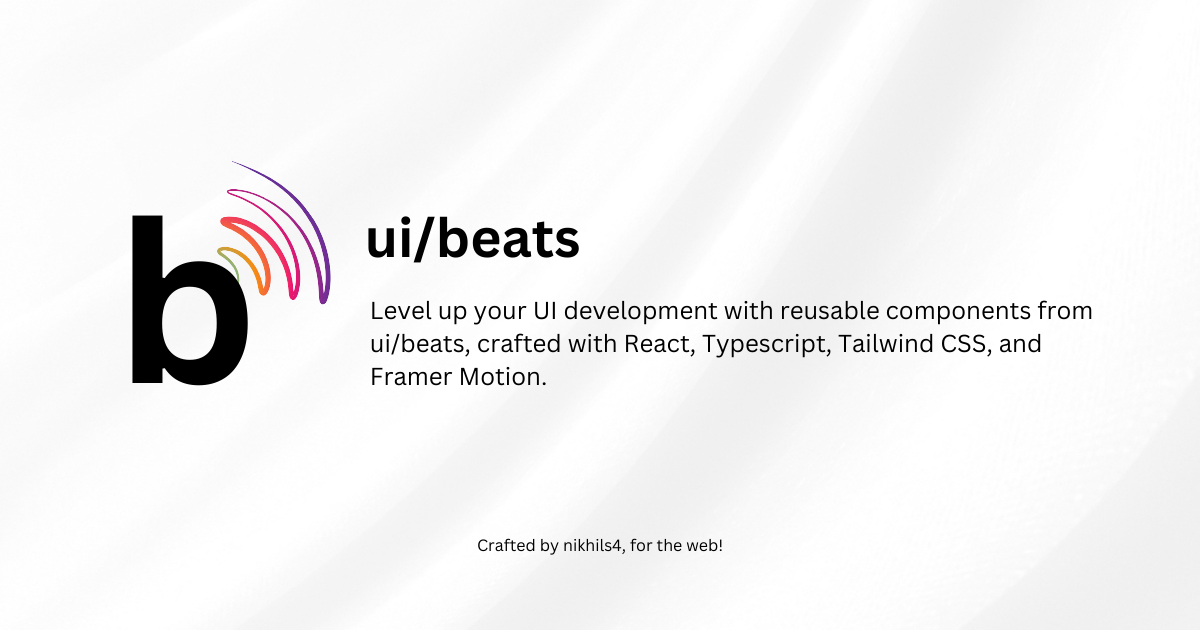 b
ui/beats
Level up your UI development with reusable components from
ui/beats, crafted with React, Typescript, Tailwind CSS, and
Framer Motion.
Crafted by nikhils4, for the web!